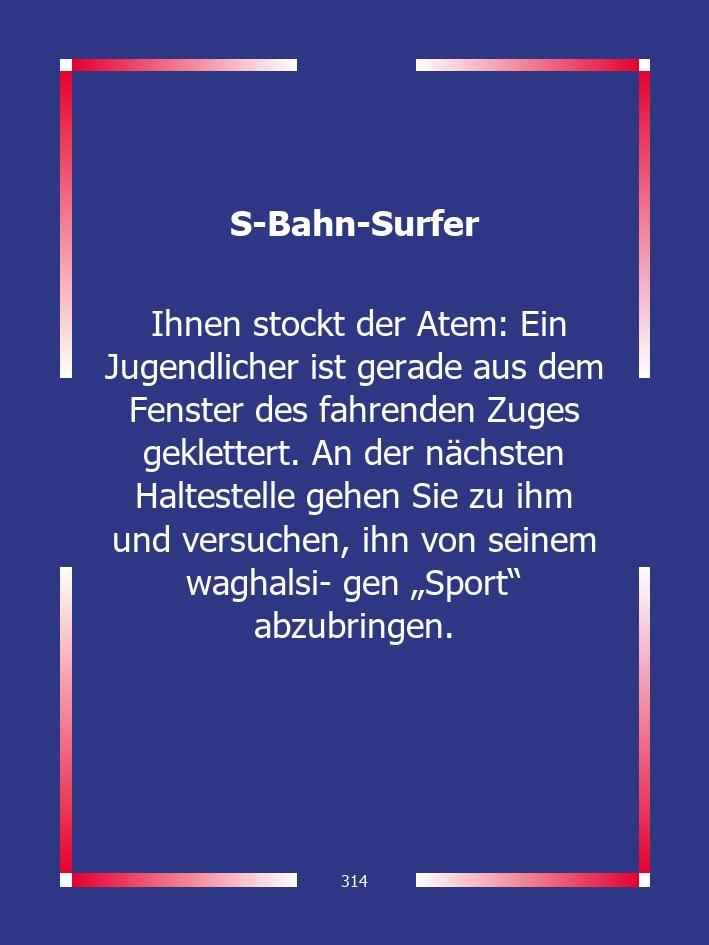 S-Bahn-Surfer
Ihnen stockt der Atem: Ein
Jugendlicher ist gerade aus dem
Fenster des fahrenden Zuges
geklettert. An der nächsten
Haltestelle gehen Sie zu ihm
und versuchen, ihn von seinem
waghalsi- gen „Sport“
abzubringen.
314